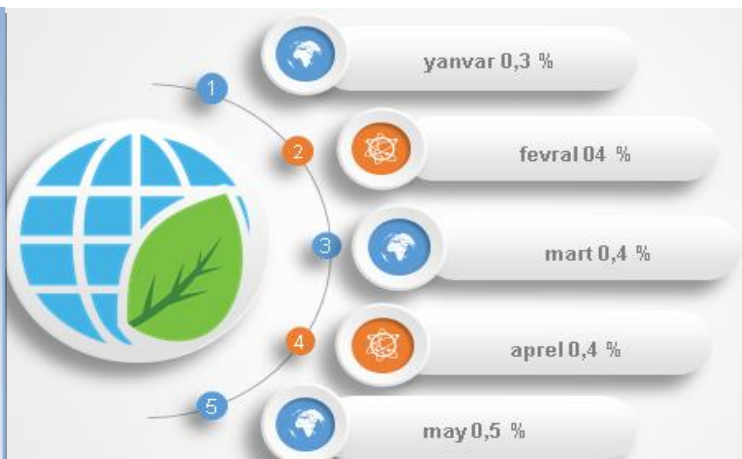 1
yanvar 0,3 %
2
fevral 04 %
3
mart 0,4 %
4
aprel 0,4 %
5
may 0,5 %